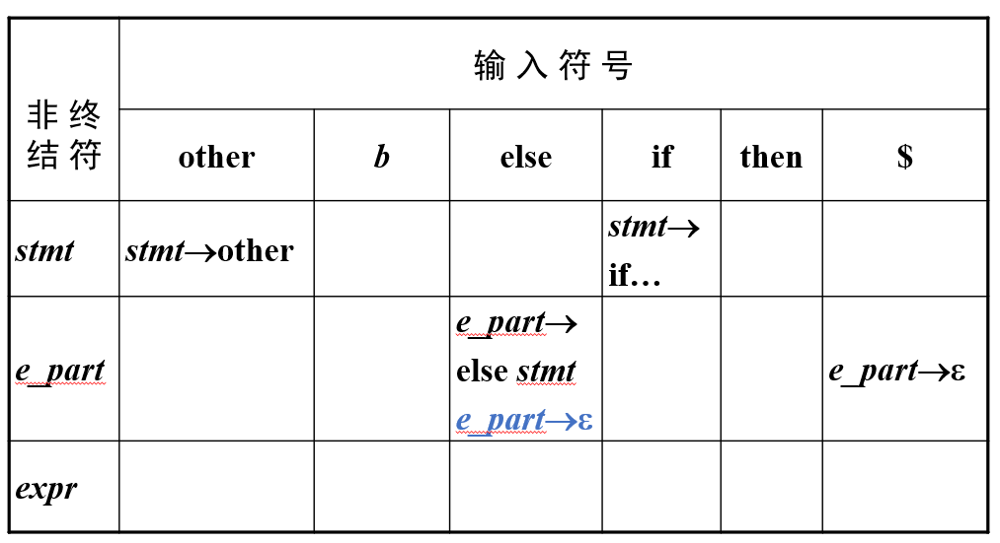 输 入 符 号
非 终
结 符
other b else if then $
stmt stmt→other stmt→
if…
e_part e_part→
else stmt
e_part→ε
e_part→ε
expr